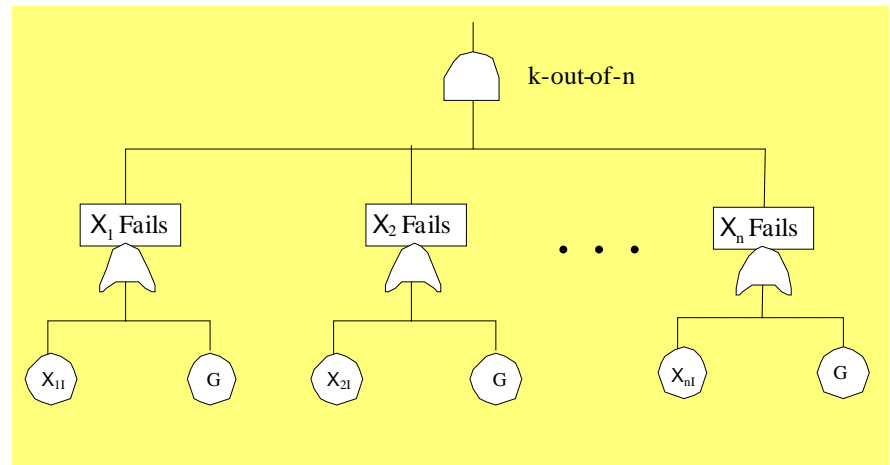 k-out-of-n
X₁ Fails
X₂ Fails
Xₙ Fails
X₁I G
X₂I G
XₙI G